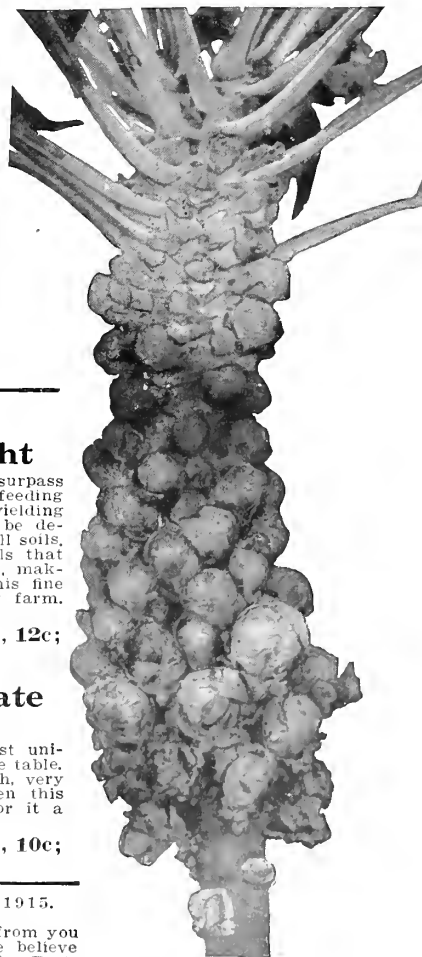 ht
surpass
feeding
yielding
be de-
ll soils.
ls that
, mak-
his fine
farm.
, 12c;
ate
st uni-
e table.
h, very
en this
or it a
, 10c;
1915.
from you
e believe